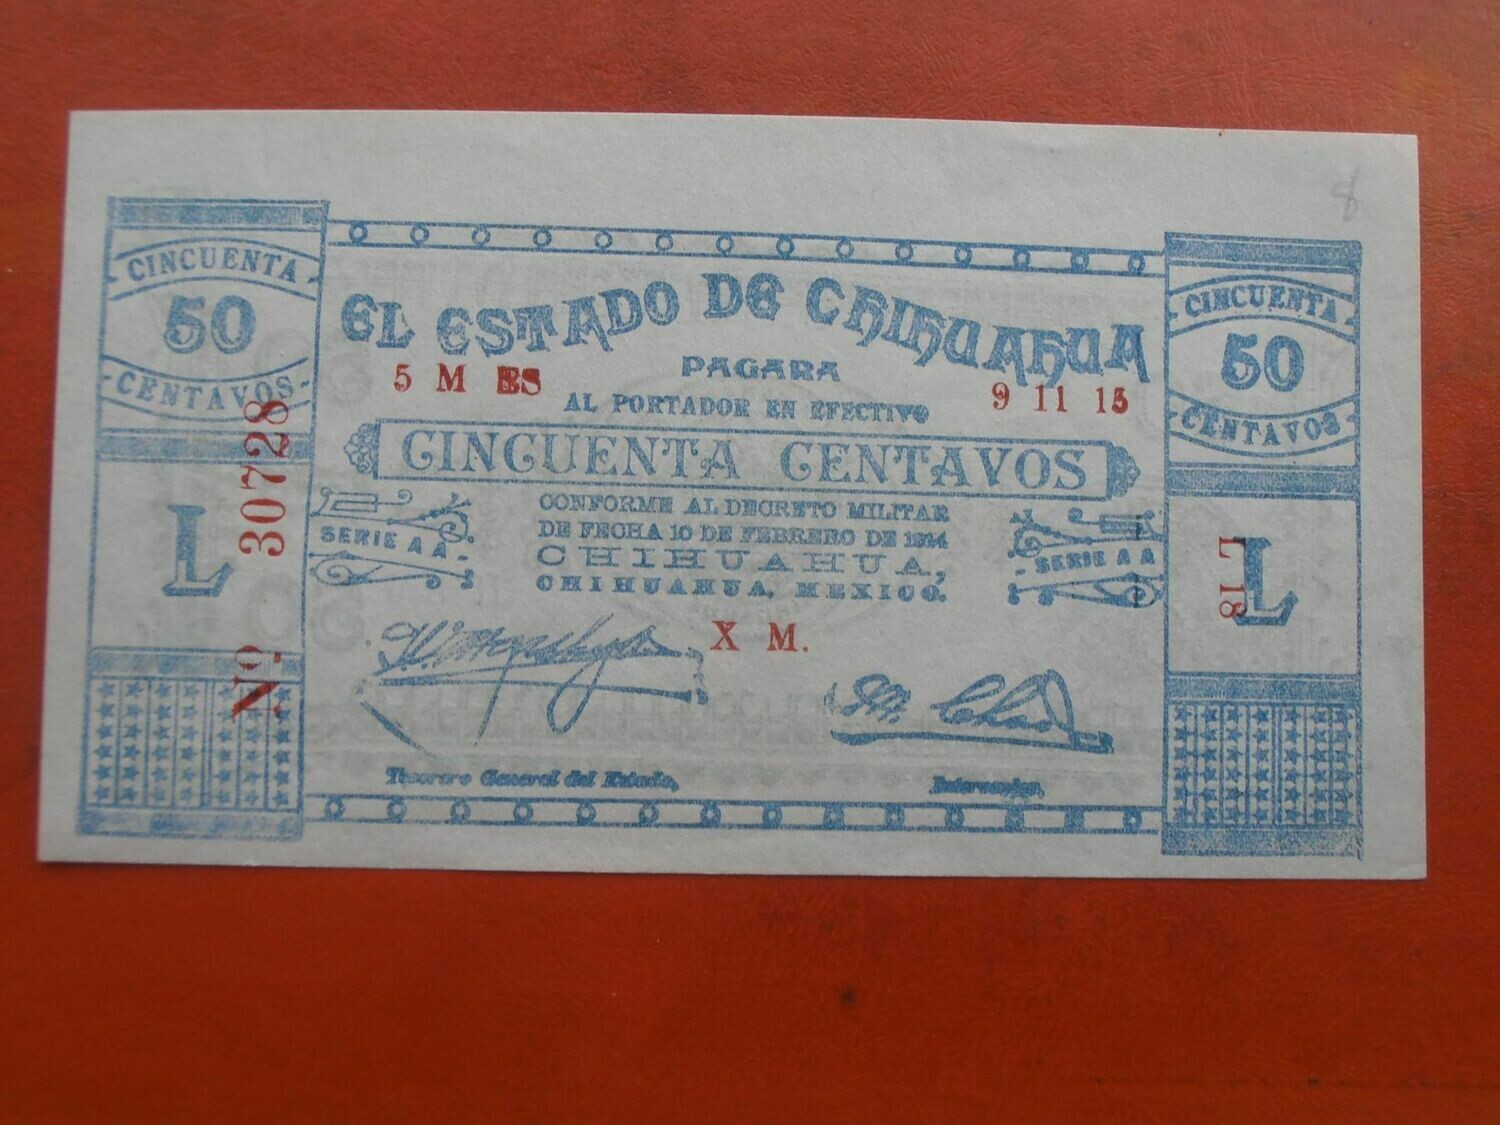 8
CINCUENTA
50
CENTAVOS
L
Nº 30728
EL ESTADO DE CHIHUAHUA
PAGARA
5 M ES
9 11 15
AL PORTADOR EN EFECTIVO
CINCUENTA CENTAVOS
CONFORME AL DECRETO MILITAR
DE FECHA 10 DE FEBRERO DE 1914
CHIHUAHUA,
CHIHUAHUA, MEXICO.
SERIE A A
SERIE A A
X M.
Tesorero General del Estado,
Interventor,
CINCUENTA
50
CENTAVOS
L
L 18